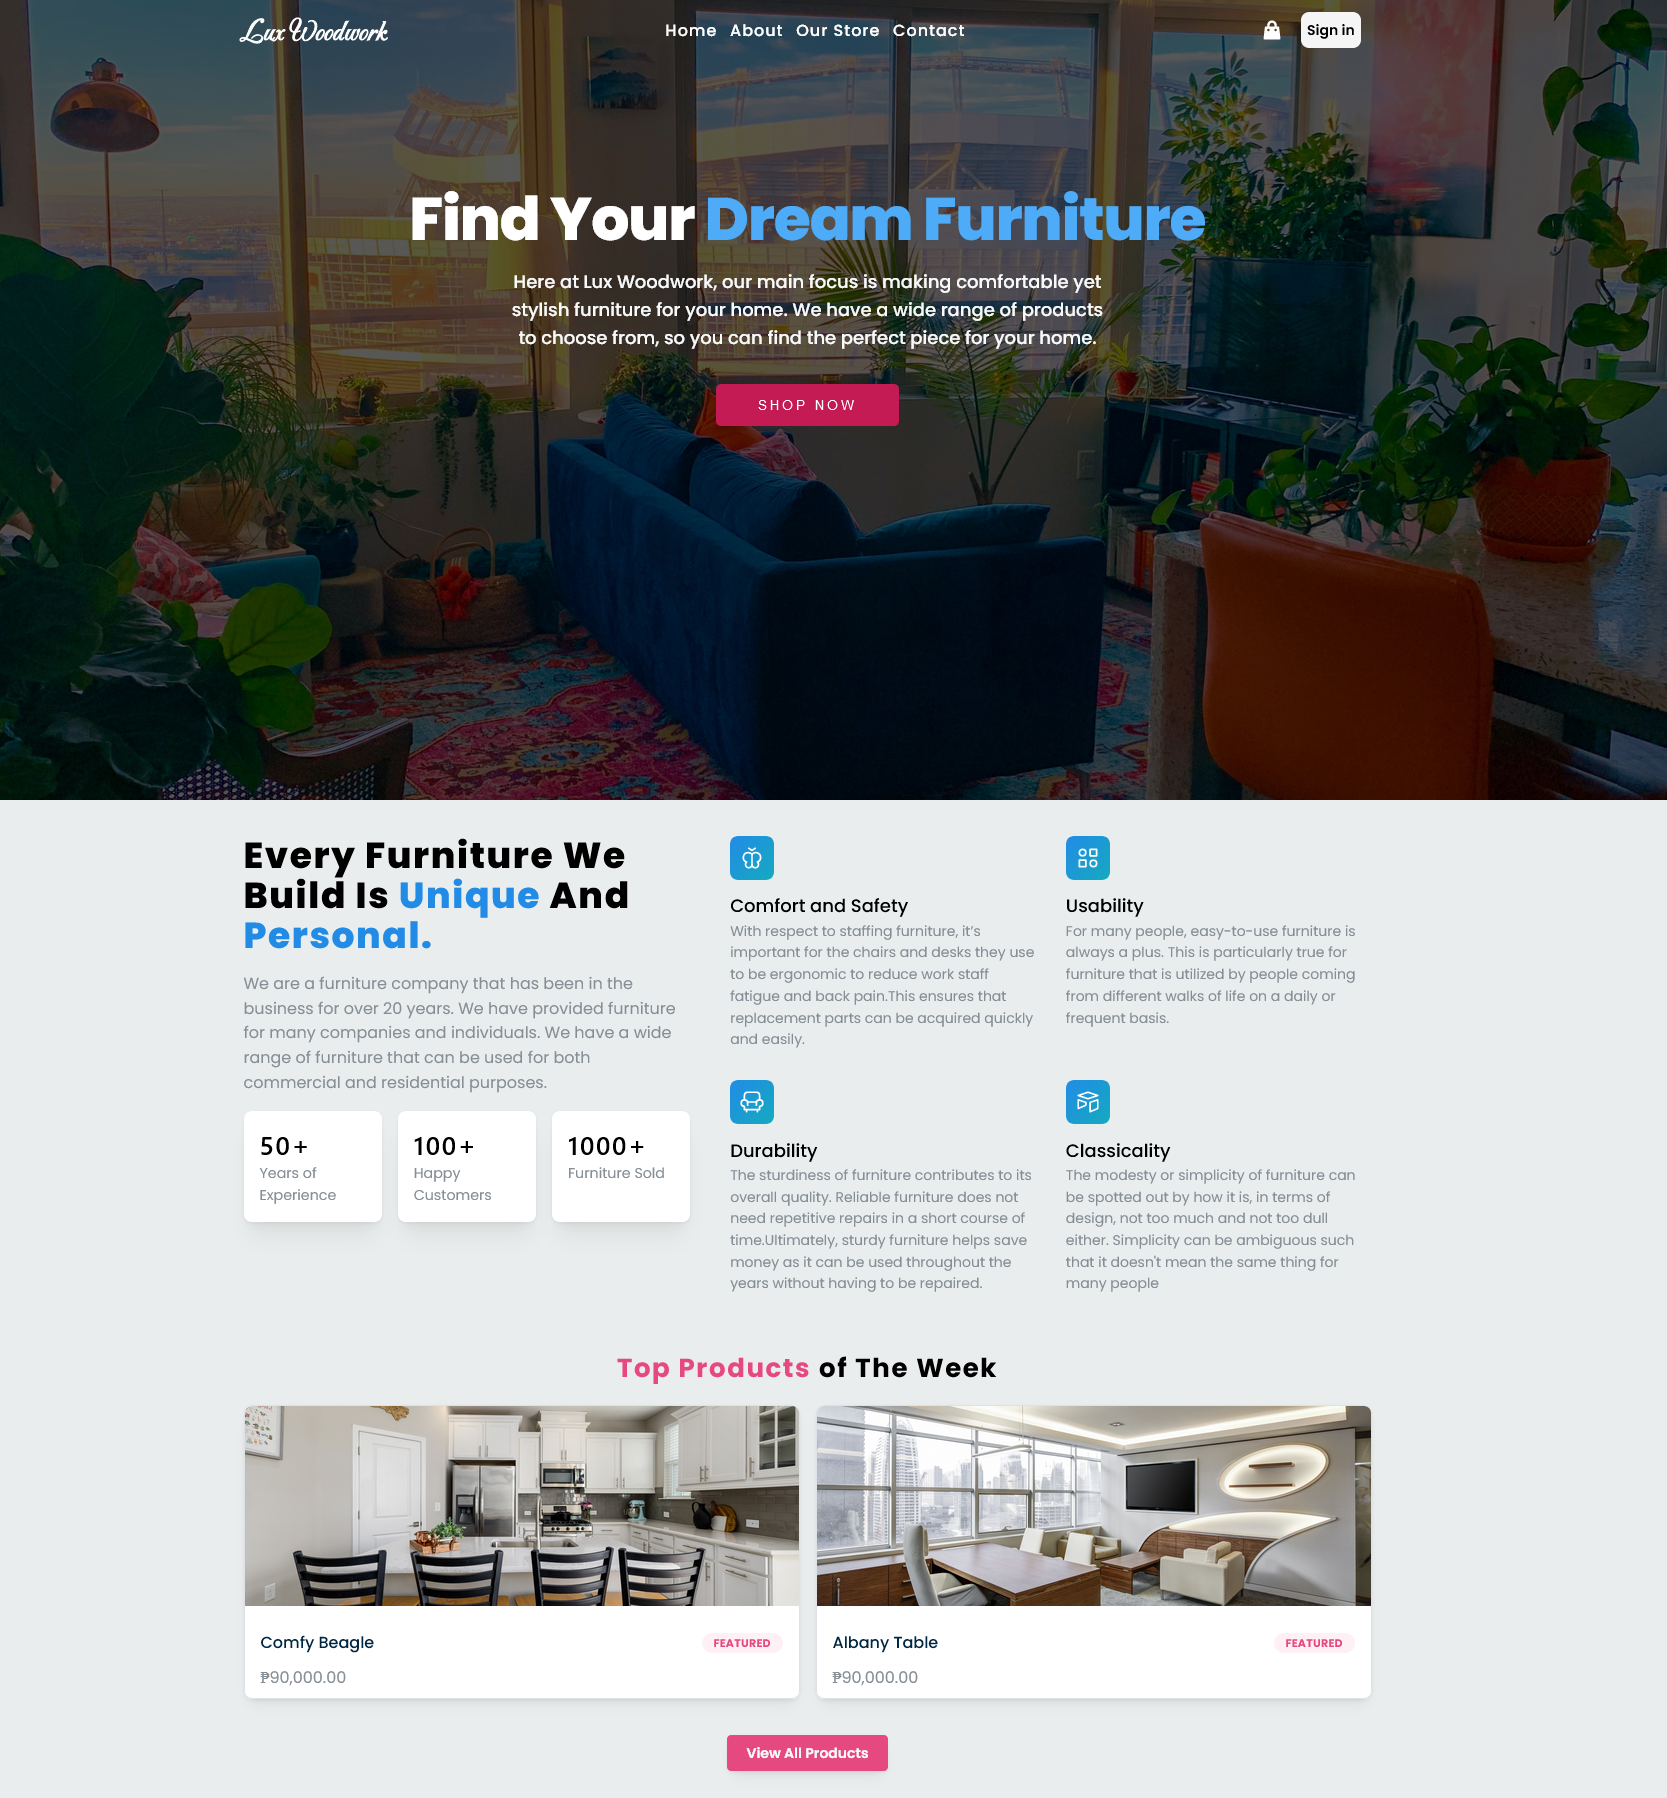 Lux Woodwork
Home About Our Store Contact
Sign in
Find Your Dream Furniture
Here at Lux Woodwork, our main focus is making comfortable yet
stylish furniture for your home. We have a wide range of products
to choose from, so you can find the perfect piece for your home.
SHOP NOW
Every Furniture We
Build Is Unique And
Personal.
We are a furniture company that has been in the
business for over 20 years. We have provided furniture
for many companies and individuals. We have a wide
range of furniture that can be used for both
commercial and residential purposes.
50+
Years of
Experience
100+
Happy
Customers
1000+
Furniture Sold
Comfort and Safety
With respect to staffing furniture, it's
important for the chairs and desks they use
to be ergonomic to reduce work staff
fatigue and back pain.This ensures that
replacement parts can be acquired quickly
and easily.
Usability
For many people, easy-to-use furniture is
always a plus. This is particularly true for
furniture that is utilized by people coming
from different walks of life on a daily or
frequent basis.
Durability
The sturdiness of furniture contributes to its
overall quality. Reliable furniture does not
need repetitive repairs in a short course of
time.Ultimately, sturdy furniture helps save
money as it can be used throughout the
years without having to be repaired.
Classicality
The modesty or simplicity of furniture can
be spotted out by how it is, in terms of
design, not too much and not too dull
either. Simplicity can be ambiguous such
that it doesn't mean the same thing for
many people
Top Products of The Week
Comfy Beagle
FEATURED
₱90,000.00
Albany Table
FEATURED
₱90,000.00
View All Products